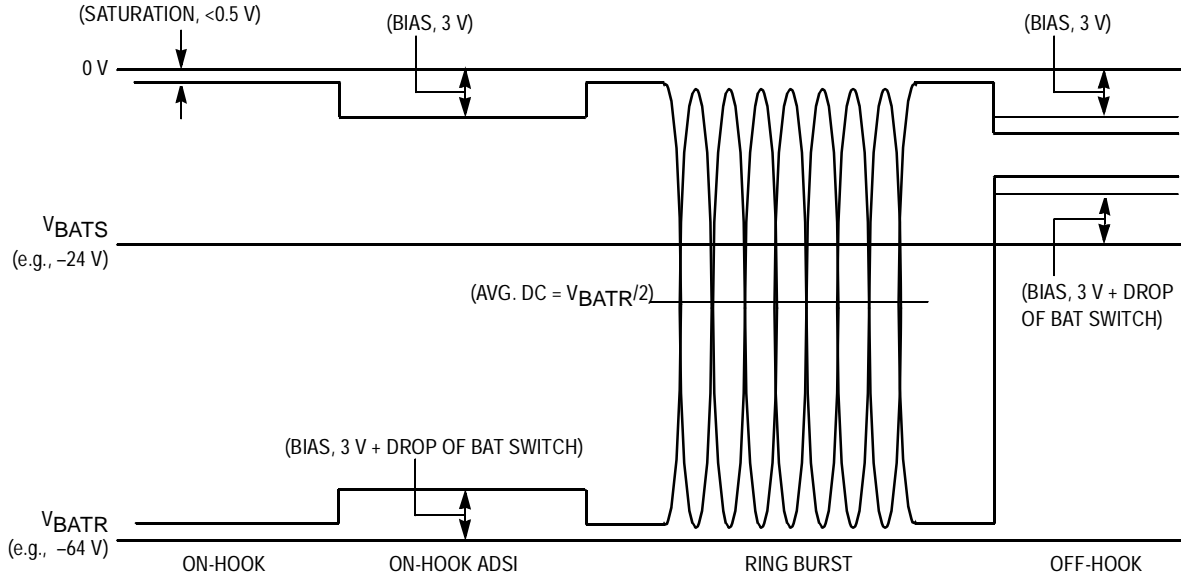 (SATURATION, <0.5 V)
(BIAS, 3 V)
(BIAS, 3 V)
0 V
VBATS
(e.g., –24 V)
(AVG. DC = VBATR/2)
(BIAS, 3 V + DROP
OF BAT SWITCH)
(BIAS, 3 V + DROP OF BAT SWITCH)
VBATR
(e.g., –64 V)
ON-HOOK
ON-HOOK ADSI
RING BURST
OFF-HOOK